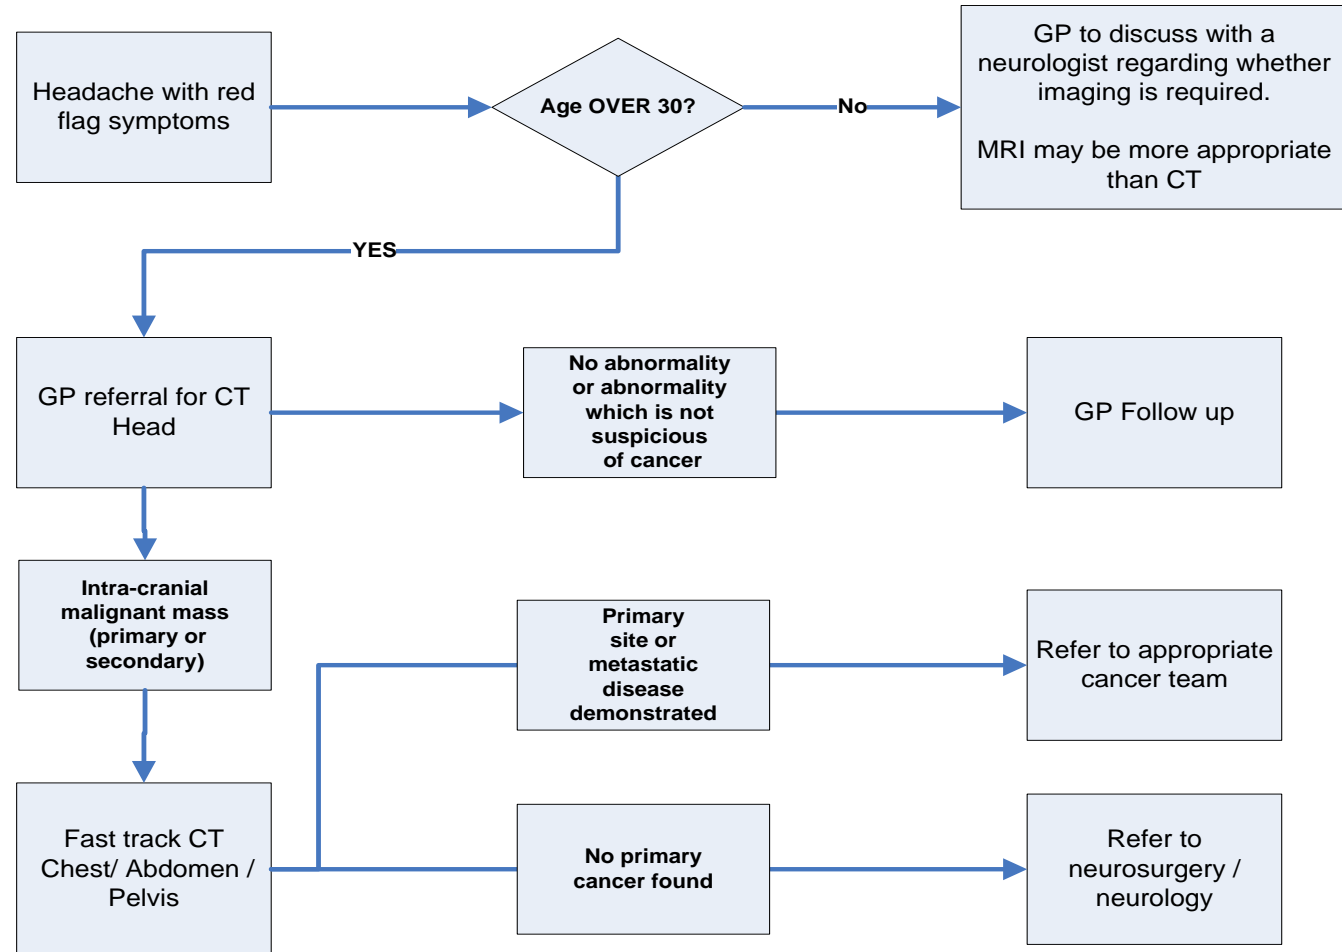 Headache with red
flag symptoms
Age OVER 30?
No
GP to discuss with a
neurologist regarding whether
imaging is required.
MRI may be more appropriate
than CT
YES
GP referral for CT
Head
No abnormality
or abnormality
which is not
suspicious
of cancer
GP Follow up
Intra-cranial
malignant mass
(primary or
secondary)
Primary
site or
metastatic
disease
demonstrated
Refer to appropriate
cancer team
Fast track CT
Chest/ Abdomen /
Pelvis
No primary
cancer found
Refer to
neurosurgery /
neurology